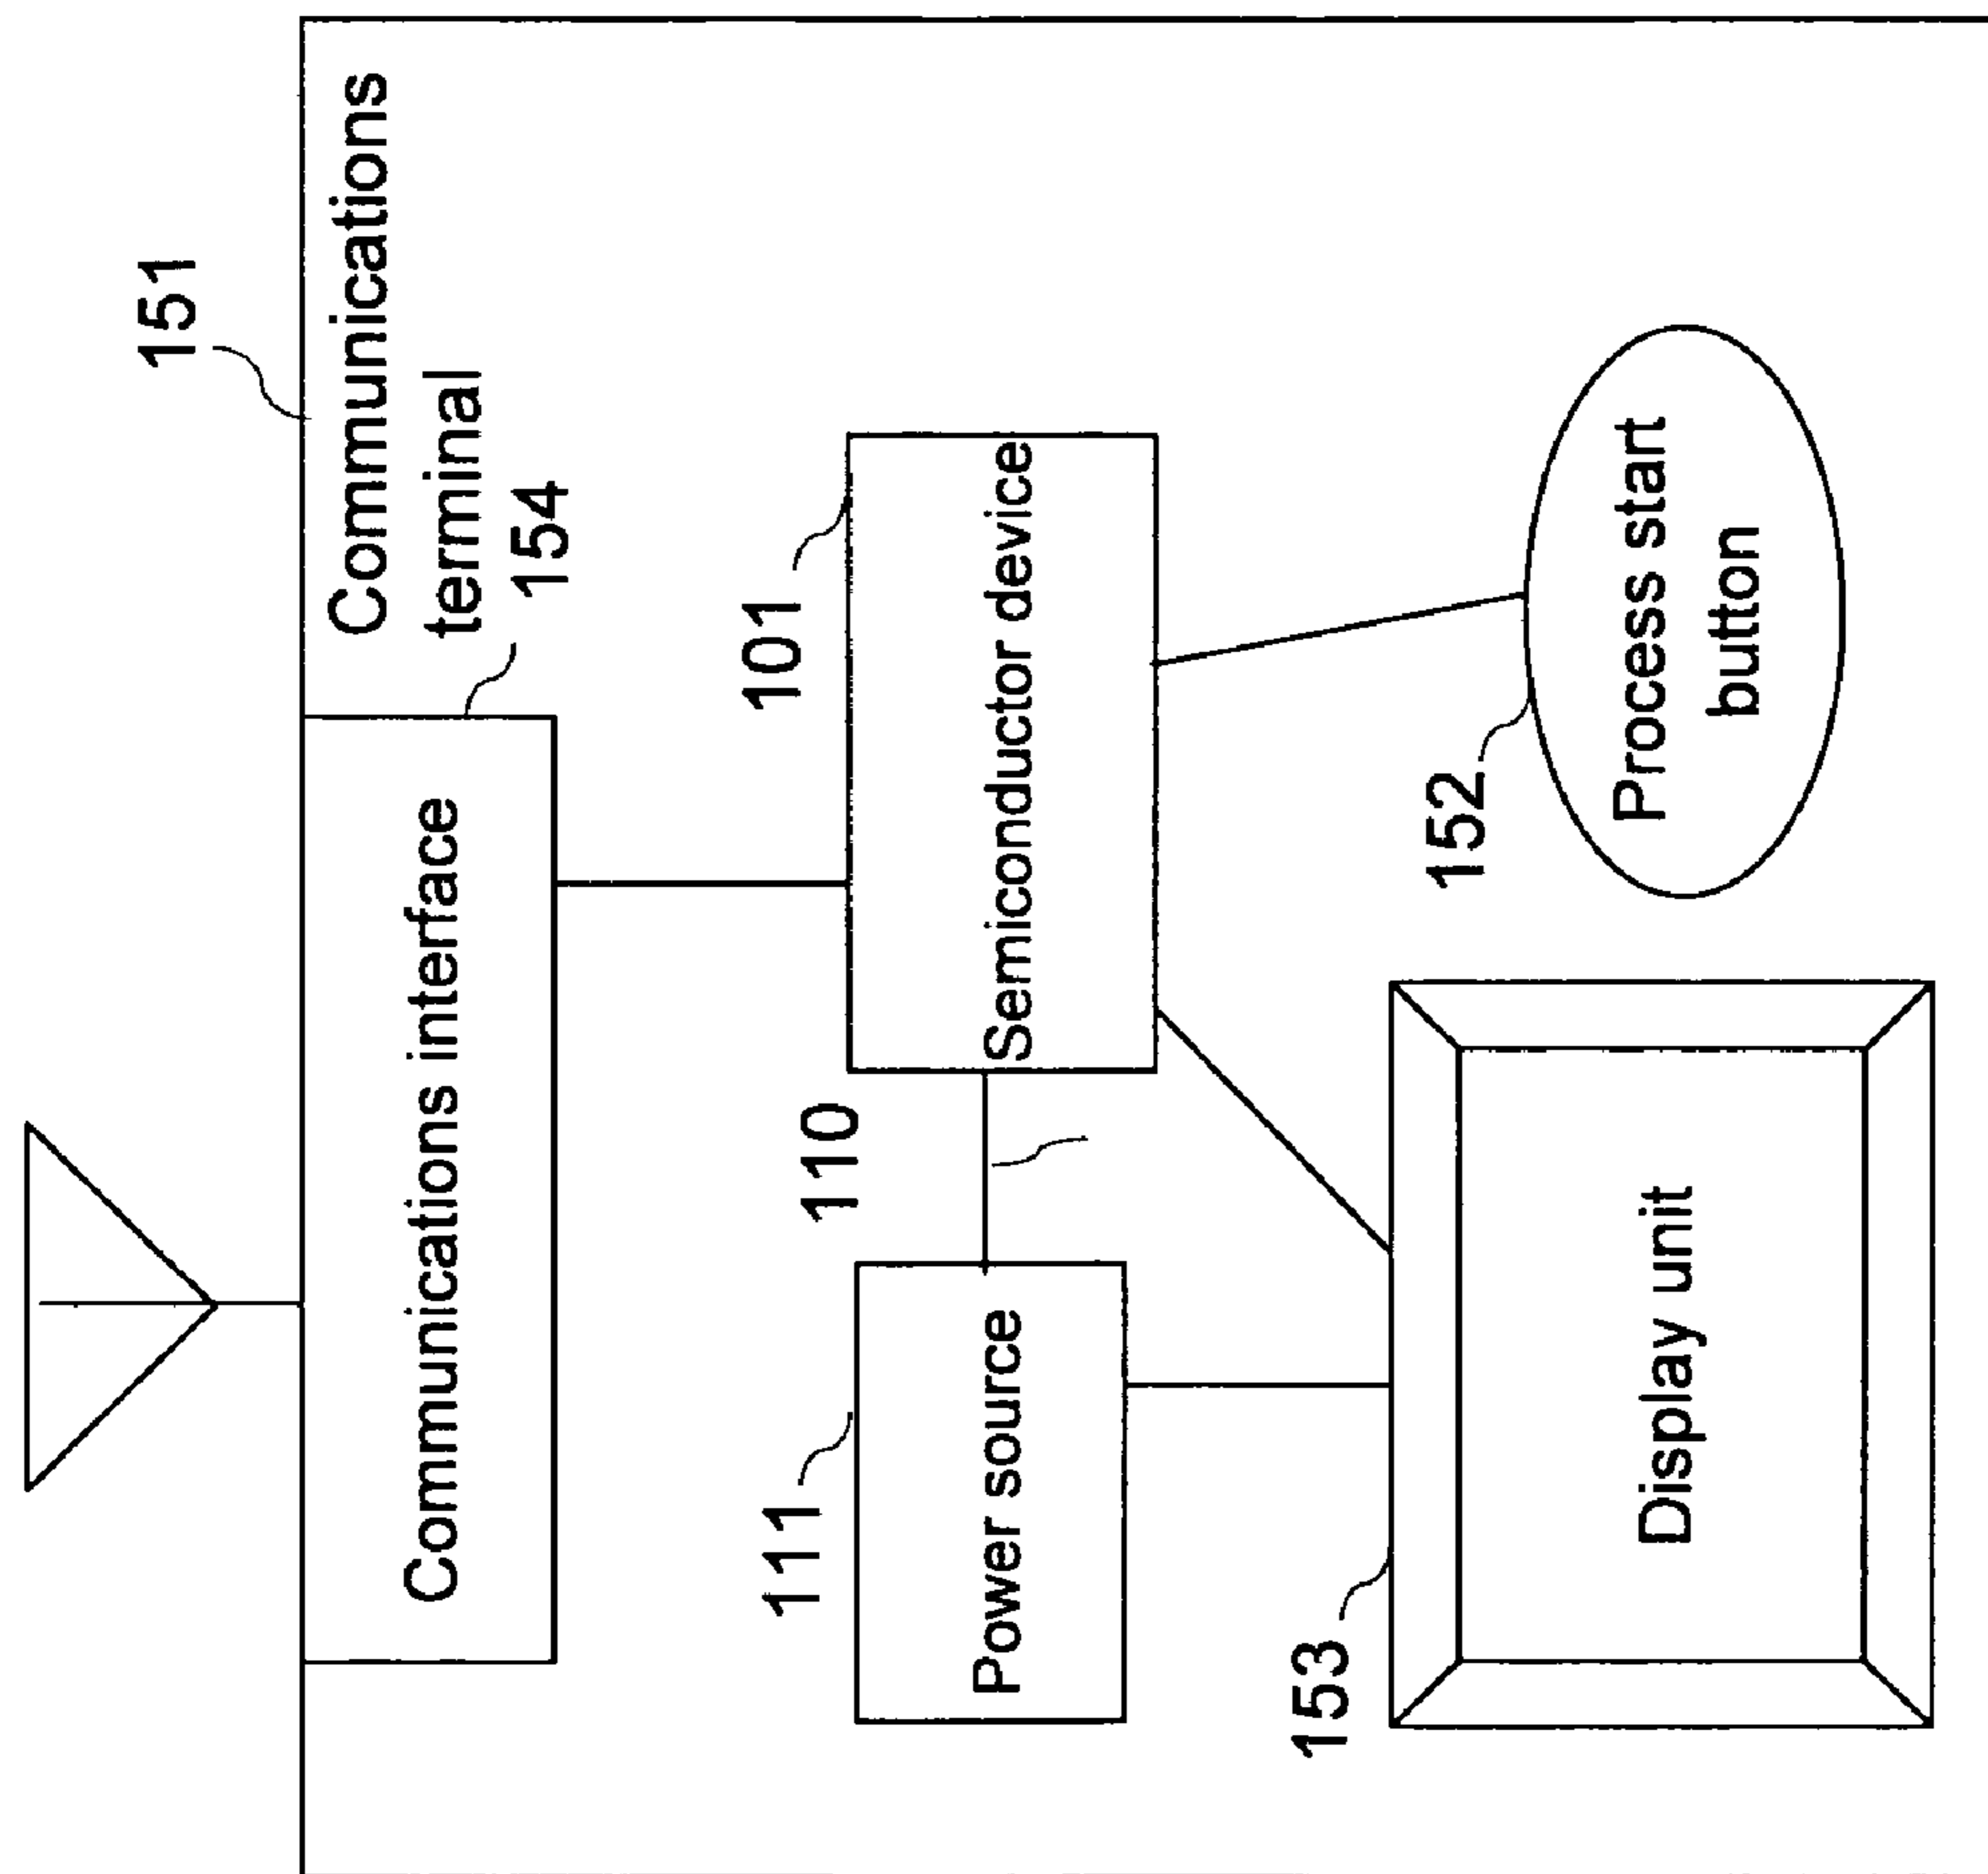 151
Communications
terminal
154
Communications interface
101
Semiconductor device
110
111
Power source
152
Process start
button
153
Display unit